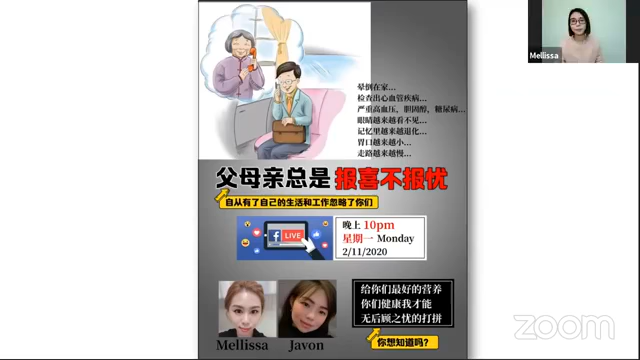 Mellissa
晕倒在家...
检查出心血管疾病...
严重高血压，胆固醇，糖尿病...
眼睛越来越看不见...
记忆里越来越退化...
胃口越来越小...
走路越来越慢...
父母亲总是报喜不报忧
自从有了自己的生活和工作忽略了你们
LIVE
晚上 10pm
星期一 Monday
2/11/2020
给你们最好的营养
你们健康我才能
无后顾之忧的打拼
Mellissa
Javon
你想知道吗?
zoom